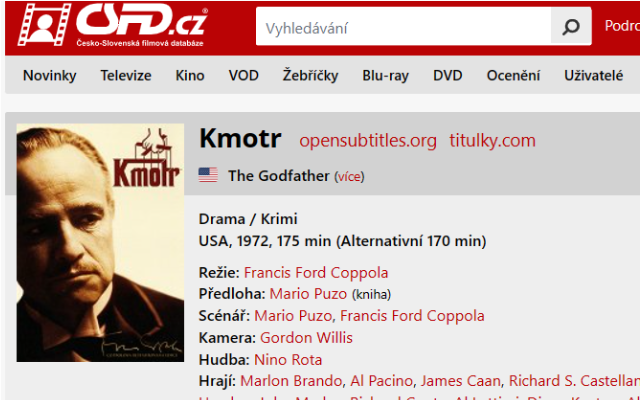 ČSFD.cz®
Česko-Slovenská filmová databáze
Vyhledávání
Podro
Novinky Televize Kino VOD Žebříčky Blu-ray DVD Ocenění Uživatelé
Kmotr
Kmotr opensubtitles.org titulky.com
The Godfather (více)
Drama / Krimi
USA, 1972, 175 min (Alternativní 170 min)
Režie: Francis Ford Coppola
Předloha: Mario Puzo (kniha)
Scénář: Mario Puzo, Francis Ford Coppola
Kamera: Gordon Willis
Hudba: Nino Rota
Hrají: Marlon Brando, Al Pacino, James Caan, Richard S. Castellan